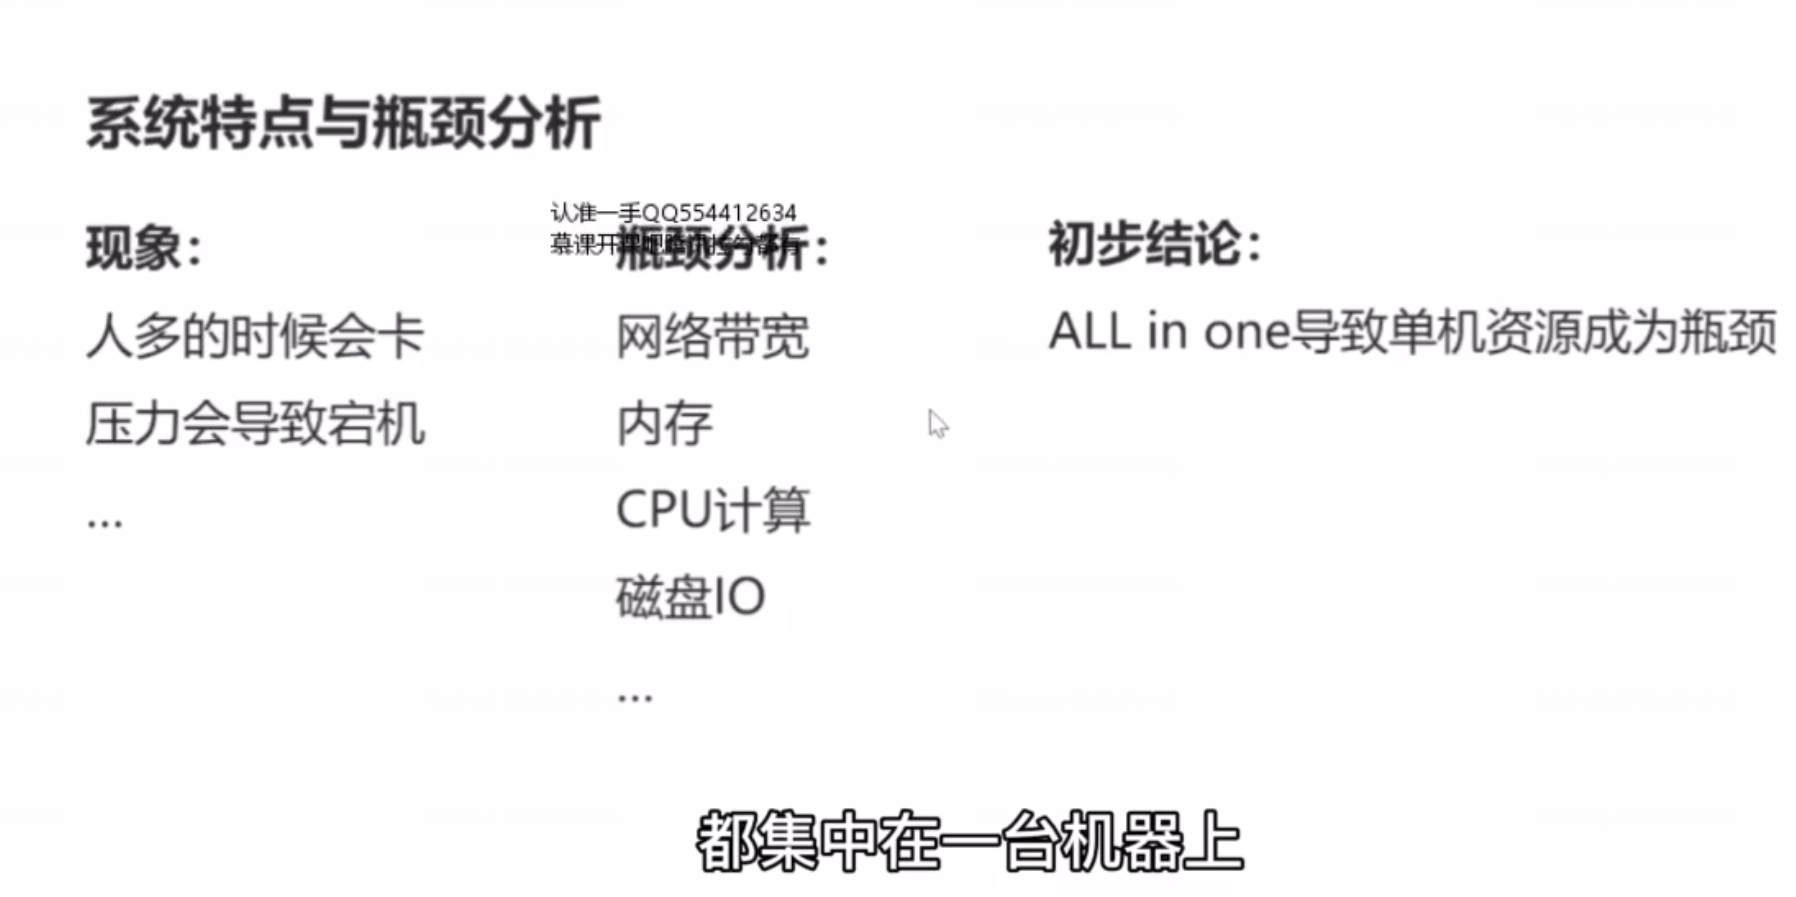 系统特点与瓶颈分析
认准一手QQ554412634
现象：
人多的时候会卡
压力会导致宕机
...
瓶颈分析：
网络带宽
内存
CPU计算
磁盘IO
...
初步结论：
ALL in one导致单机资源成为瓶颈
都集中在一台机器上